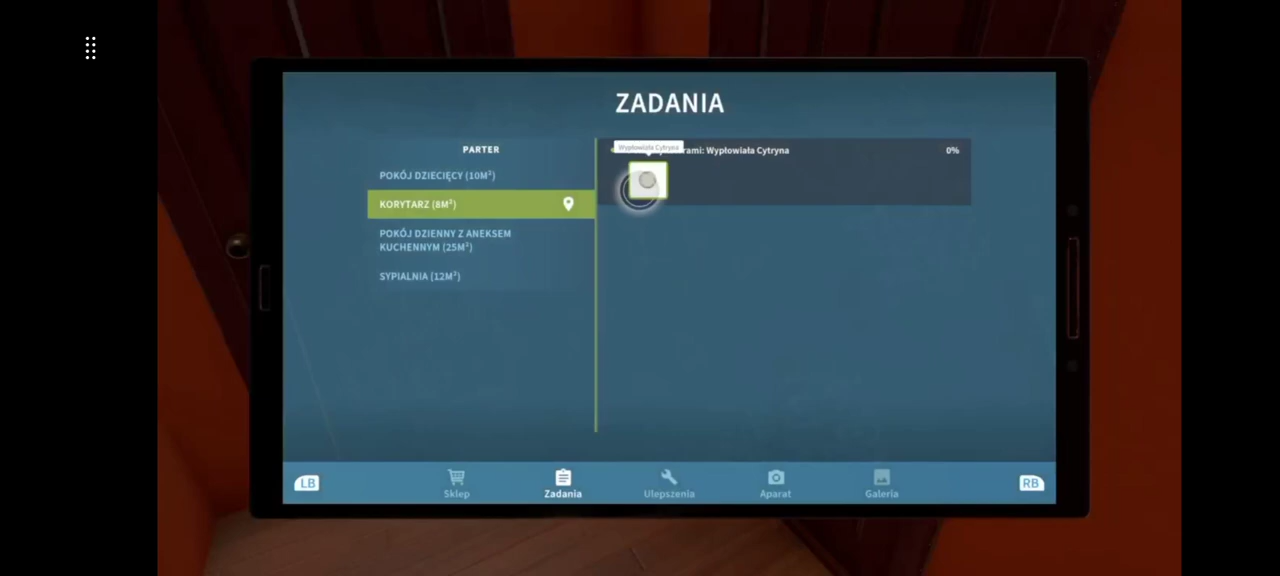 ZADANIA
PARTER
POKÓJ DZIECIĘCY (10M²)
KORYTARZ (8M²)
POKÓJ DZIENNY Z ANEKSEM
KUCHENNYM (25M²)
SYPIALNIA (12M²)
Wypłowiała Cytryna
Wypłowiała Cytryna
0%
LB
Sklep
Zadania
Ulepszenia
Aparat
Galeria
RB